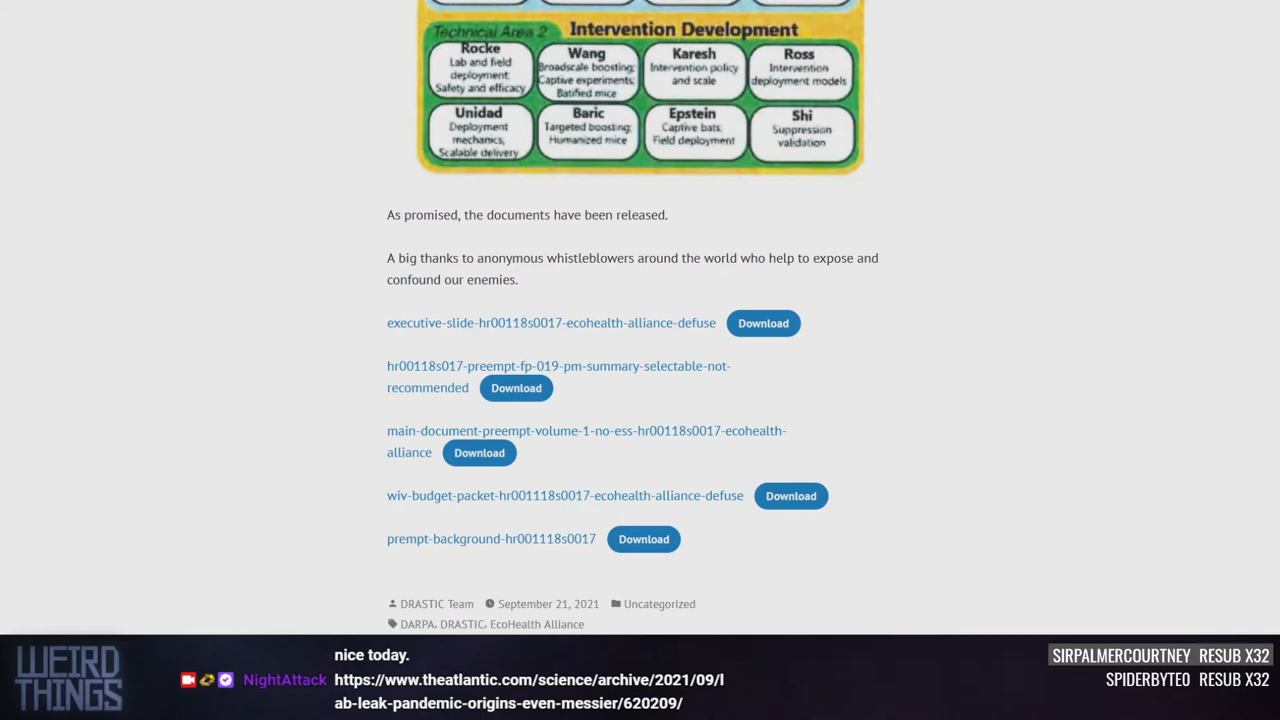 Technical Area 2 Intervention Development
Rocke
Lab and field
deployment;
Safety and efficacy
Wang
Broadscale boosting;
Captive experiments;
Batified mice
Karesh
Intervention policy
and scale
Ross
Intervention
deployment models
Unidad
Deployment
mechanics,
Scalable delivery
Baric
Targeted boosting;
Humanized mice
Epstein
Captive bats;
Field deployment
Shi
Suppression
validation
As promised, the documents have been released.
A big thanks to anonymous whistleblowers around the world who help to expose and
confound our enemies.
executive-slide-hr00118s0017-ecohealth-alliance-defuse Download
hr00118s017-preempt-fp-019-pm-summary-selectable-not-
recommended Download
main-document-preempt-volume-1-no-ess-hr00118s0017-ecohealth-
alliance Download
wiv-budget-packet-hr001118s0017-ecohealth-alliance-defuse Download
prempt-background-hr001118s0017 Download
DRASTIC Team September 21, 2021 Uncategorized
DARPA, DRASTIC, EcoHealth Alliance
WEIRD
THINGS
nice today.
NightAttack https://www.theatlantic.com/science/archive/2021/09/l
ab-leak-pandemic-origins-even-messier/620209/
SIRPALMERCOURTNEY RESUB X32
SPIDERBYTE0 RESUB X32